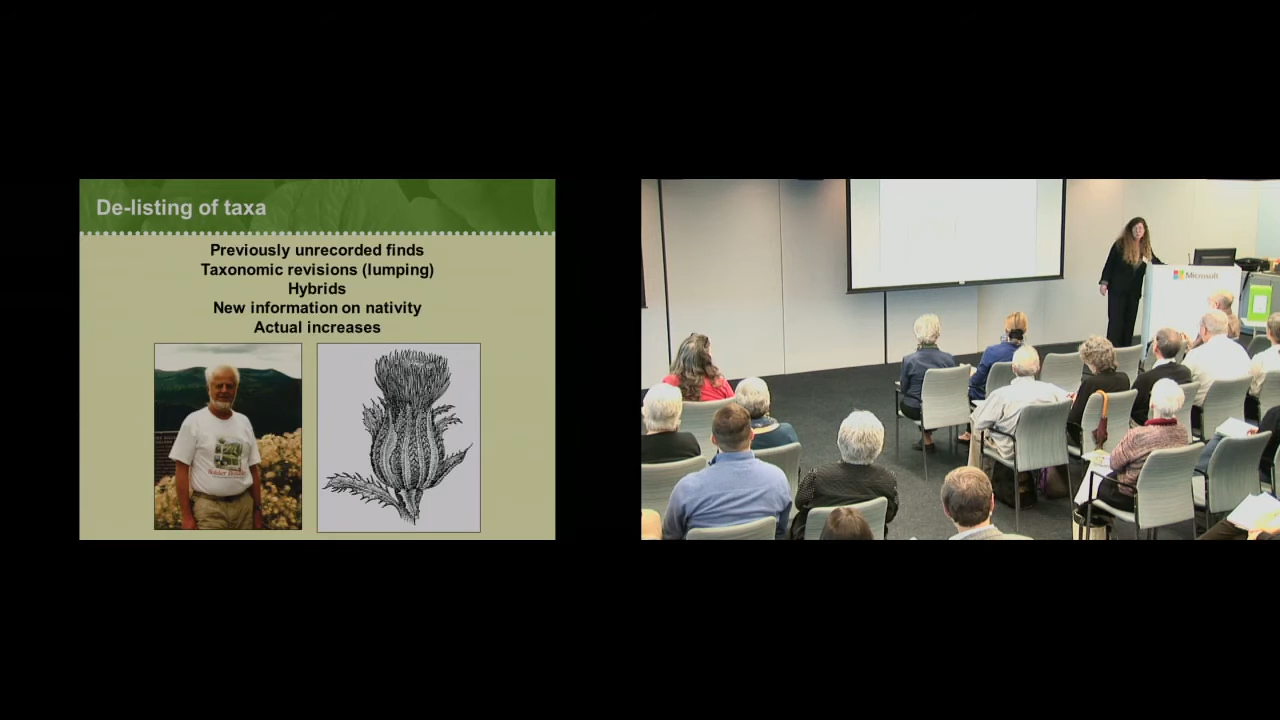 De-listing of taxa
Previously unrecorded finds
Taxonomic revisions (lumping)
Hybrids
New information on nativity
Actual increases
Microsoft